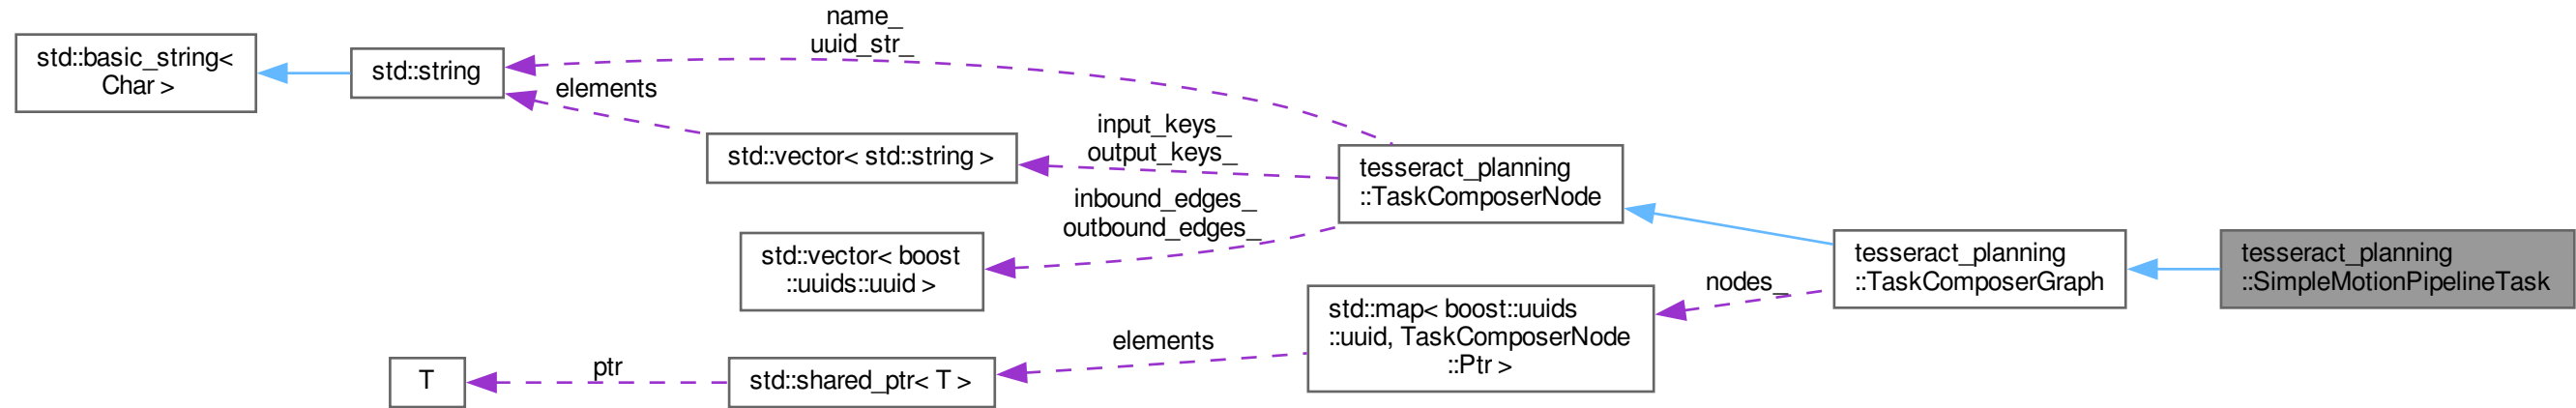 name_
uuid_str_
std::basic_string<
Char >
std::string
elements
input_keys_
output_keys_
std::vector< std::string >
tesseract_planning
::TaskComposerNode
inbound_edges_
outbound_edges_
std::vector< boost
::uuids::uuid >
tesseract_planning
::TaskComposerGraph
tesseract_planning
::SimpleMotionPipelineTask
nodes_
std::map< boost::uuids
::uuid, TaskComposerNode
::Ptr >
elements
ptr
T
std::shared_ptr< T >